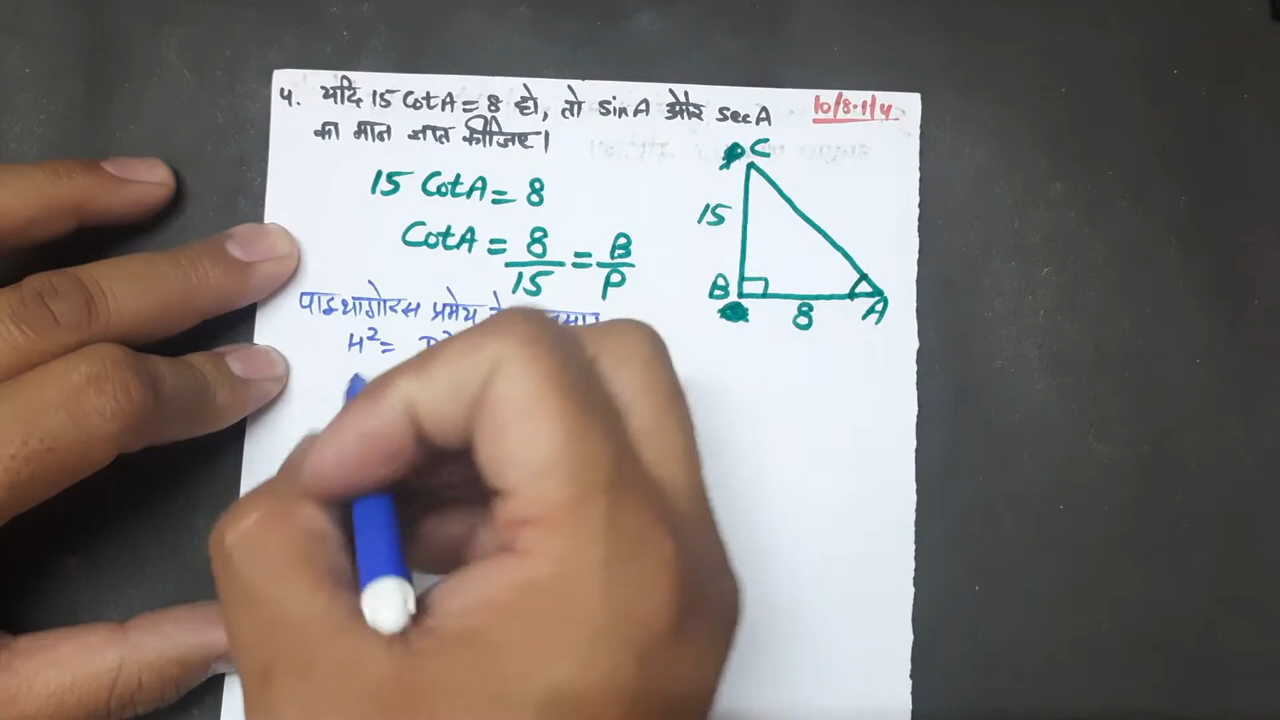 4. यदि 15 CotA = 8 हो, तो sinA और secA
का मान ज्ञात कीजिए।
10/8.1/4
15 CotA = 8
CotA = 8/15 = B/P
पाइथागोरस प्रमेय
H² =
C
15
B
8
A